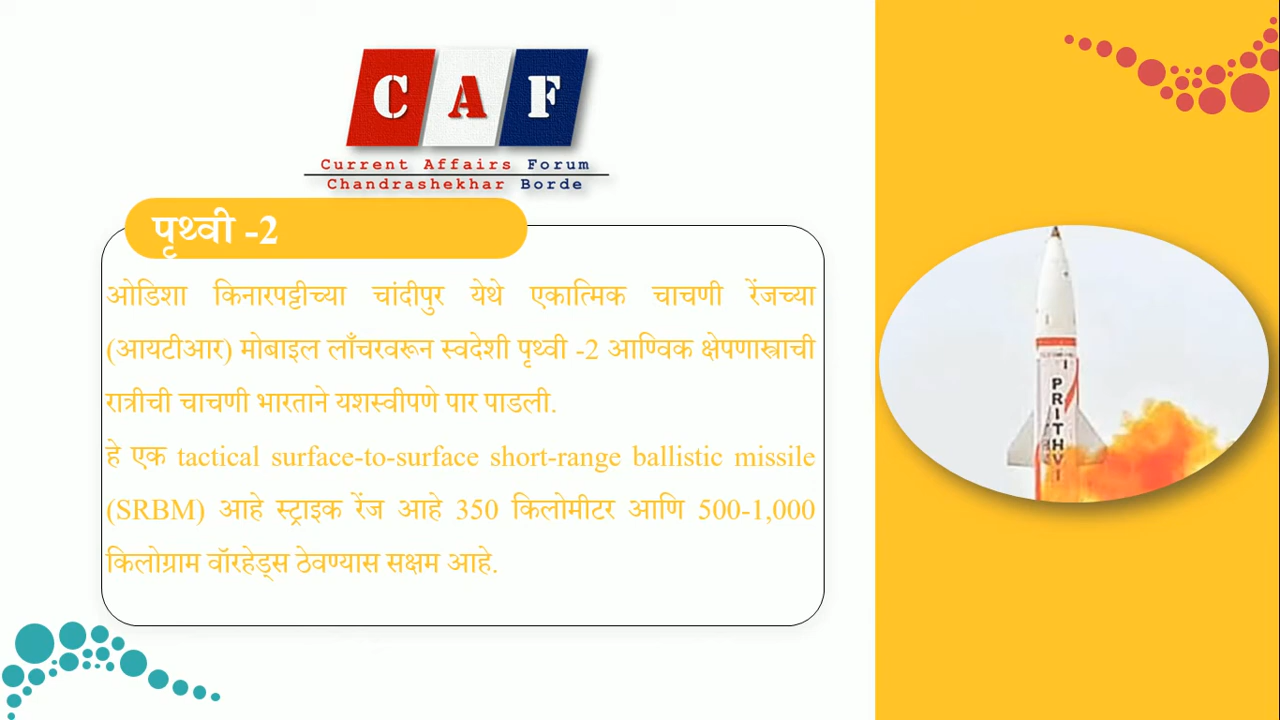 C A F
Current Affairs Forum
Chandrashekhar Borde
पृथ्वी -2
ओडिशा किनारपट्टीच्या चांदीपुर येथे एकात्मिक चाचणी रेंजच्या
(आयटीआर) मोबाइल लाँचरवरून स्वदेशी पृथ्वी -2 आण्विक क्षेपणास्त्राची
रात्रीची चाचणी भारताने यशस्वीपणे पार पाडली.
हे एक tactical surface-to-surface short-range ballistic missile
(SRBM) आहे स्ट्राइक रेंज आहे 350 किलोमीटर आणि 500-1,000
किलोग्राम वॉरहेड्स ठेवण्यास सक्षम आहे.
PRITHVI